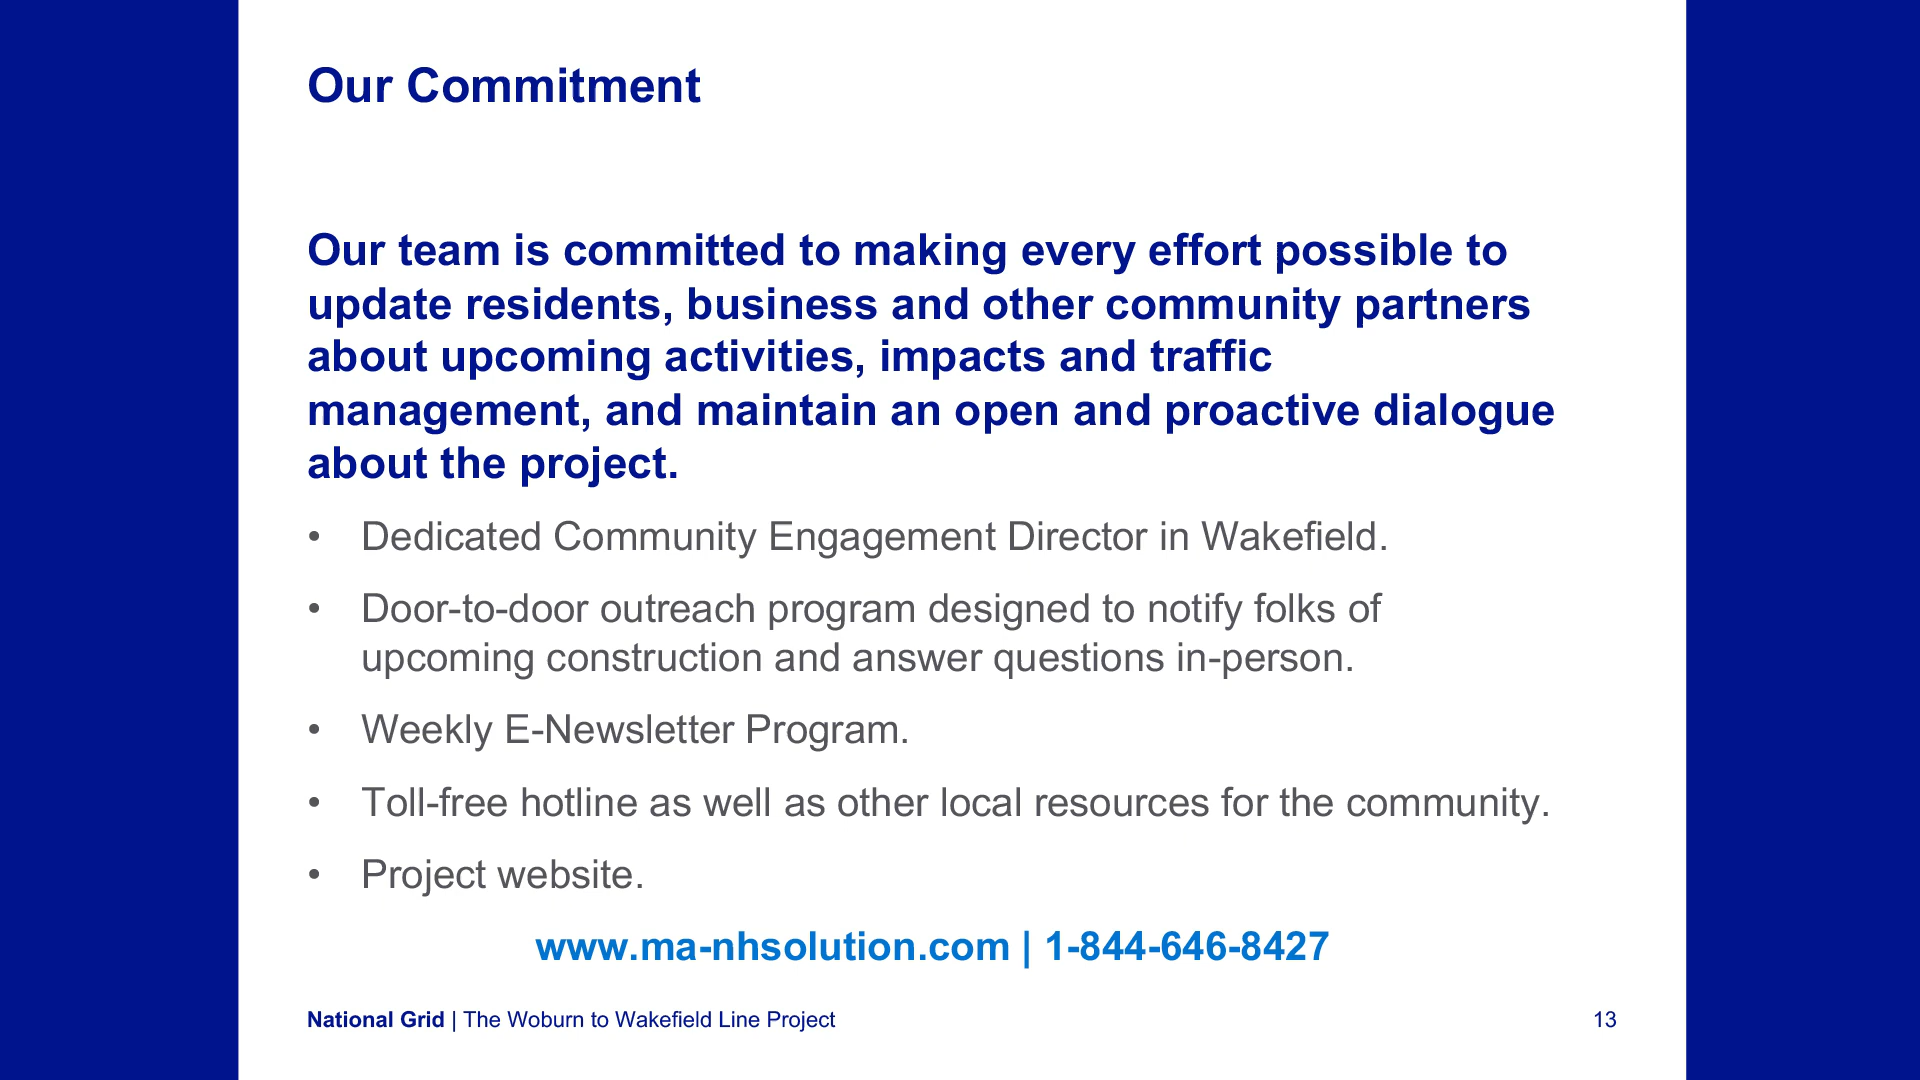 Our Commitment
Our team is committed to making every effort possible to
update residents, business and other community partners
about upcoming activities, impacts and traffic
management, and maintain an open and proactive dialogue
about the project.
• Dedicated Community Engagement Director in Wakefield.
• Door-to-door outreach program designed to notify folks of
upcoming construction and answer questions in-person.
• Weekly E-Newsletter Program.
• Toll-free hotline as well as other local resources for the community.
• Project website.
www.ma-nhsolution.com | 1-844-646-8427
National Grid | The Woburn to Wakefield Line Project 13